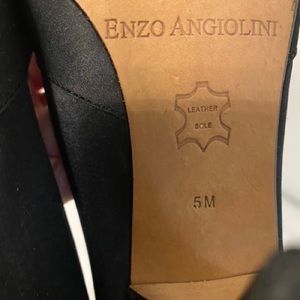 ENZO ANGIOLINI
LEATHER
SOLE
5M